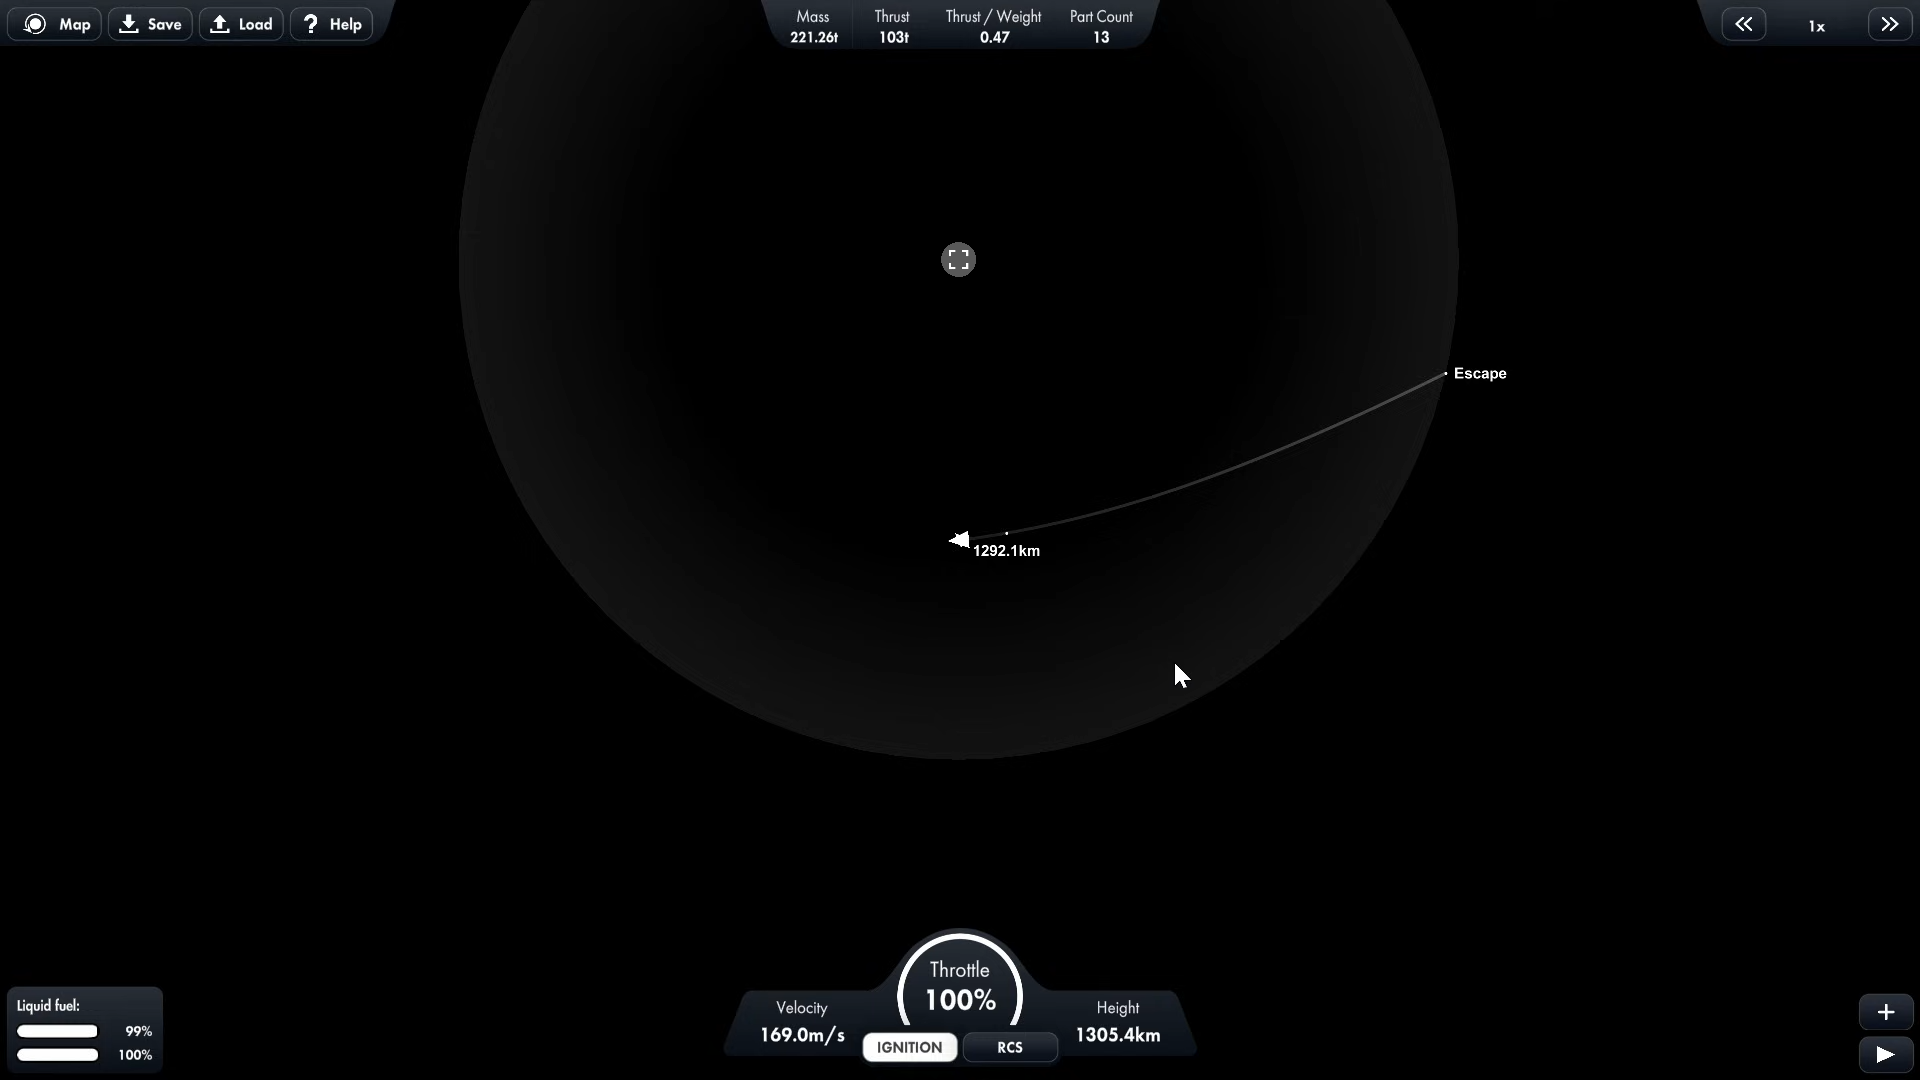 Map
Save
Load
? Help
Mass
221.26t
Thrust
103t
Thrust / Weight
0.47
Part Count
13
1x
Escape
1292.1km
Throttle
100%
Velocity
169.0m/s
Height
1305.4km
IGNITION
RCS
Liquid fuel:
99%
100%